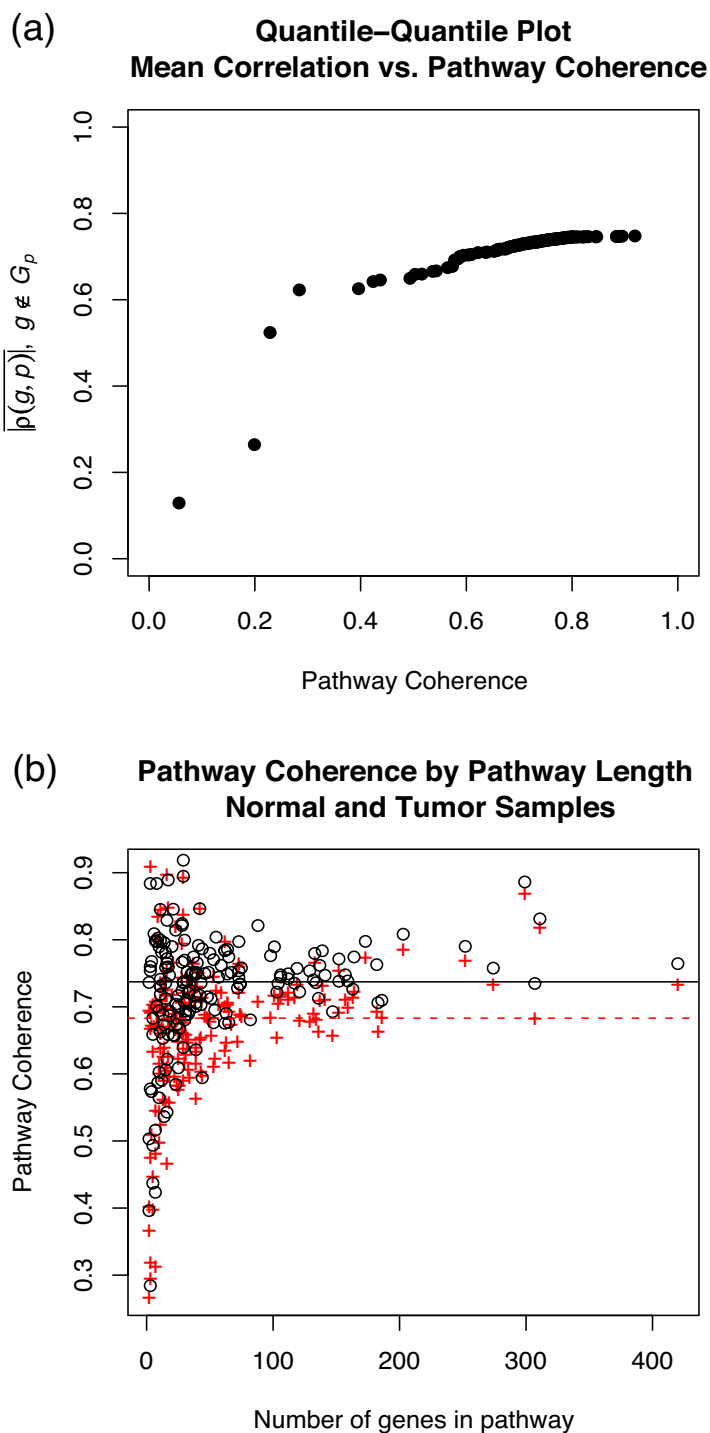 (a)
Quantile–Quantile Plot
Mean Correlation vs. Pathway Coherence
1.0
0.8
0.6
0.4
0.2
0.0
|ρ(g, p)|, g ∉ G_p
0.0 0.2 0.4 0.6 0.8 1.0
Pathway Coherence
(b)
Pathway Coherence by Pathway Length
Normal and Tumor Samples
0.9
0.8
0.7
0.6
0.5
0.4
0.3
Pathway Coherence
0 100 200 300 400
Number of genes in pathway